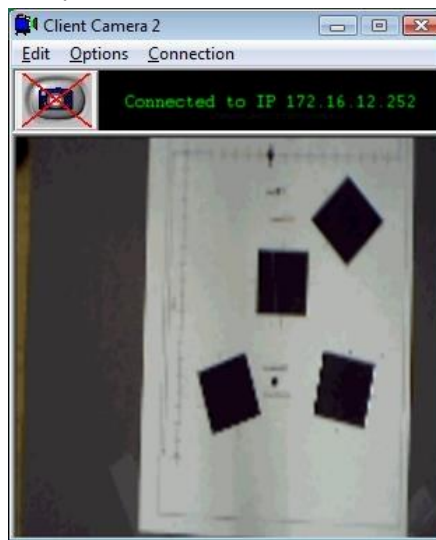 Client Camera 2
Edit Options Connection
Connected to IP 172.16.12.252